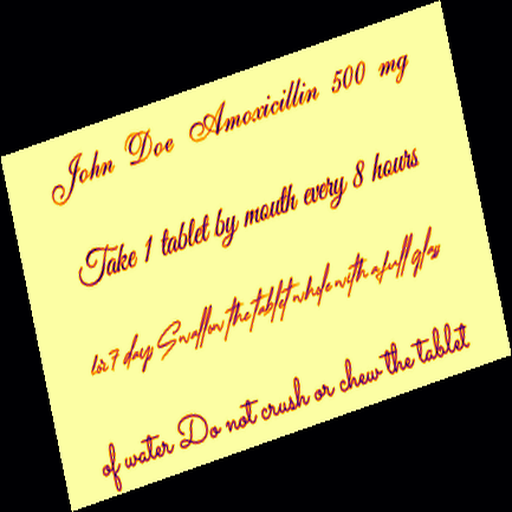 John Doe Amoxicillin 500 mg
Take 1 tablet by mouth every 8 hours
for 7 days Swallow the tablet whole with a full glass
of water Do not crush or chew the tablet